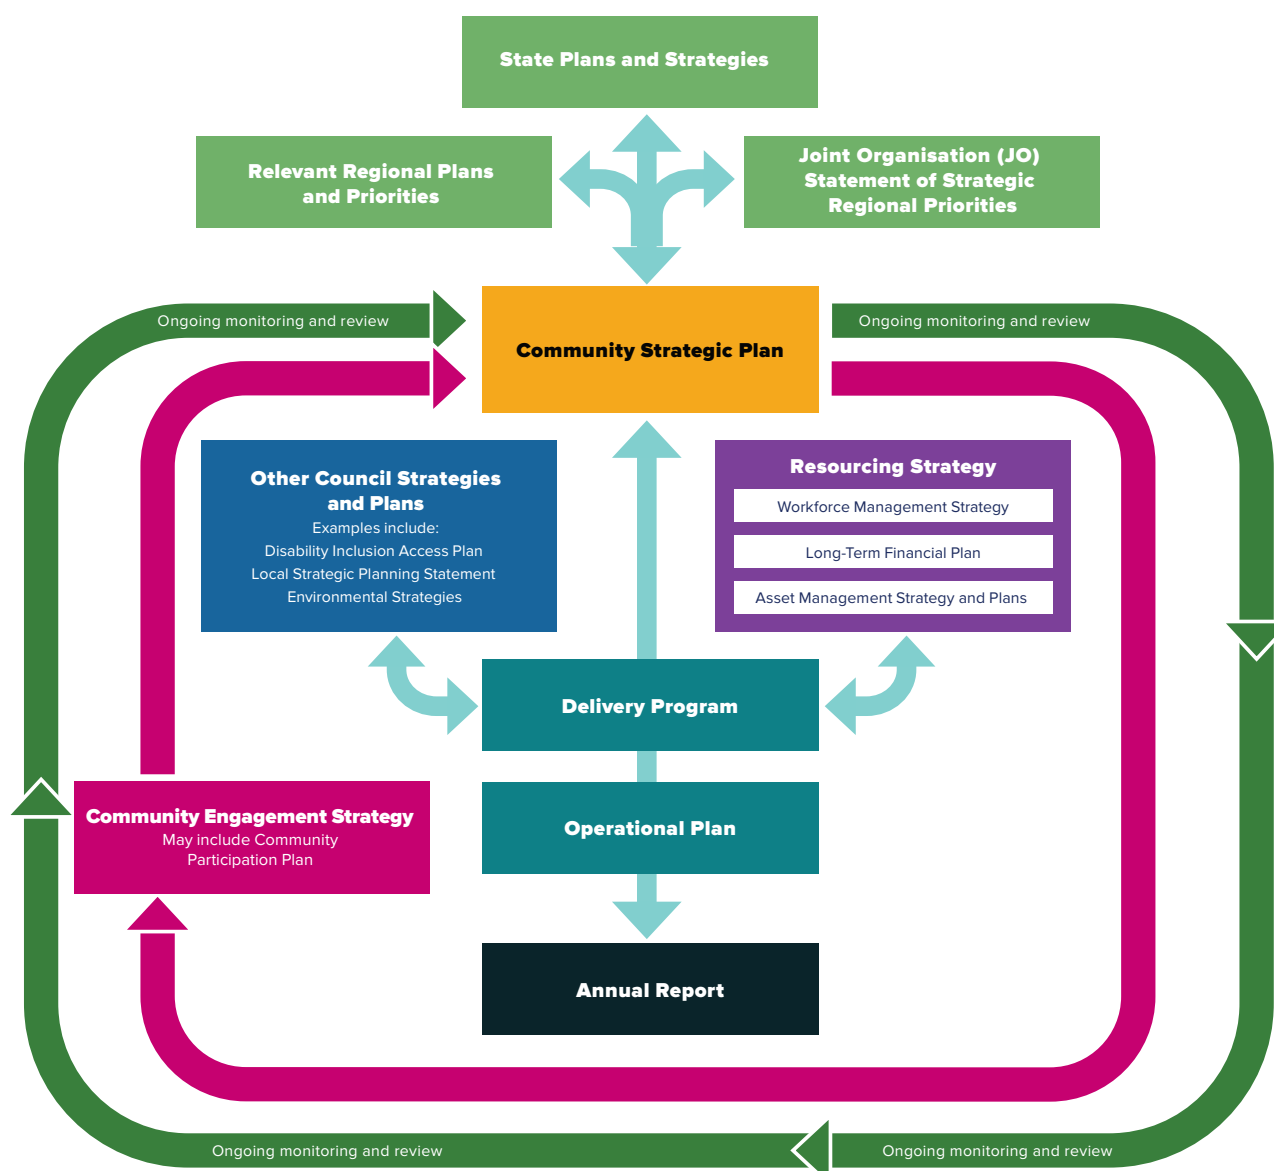 State Plans and Strategies
Relevant Regional Plans
and Priorities
Joint Organisation (JO)
Statement of Strategic
Regional Priorities
Ongoing monitoring and review
Community Strategic Plan
Ongoing monitoring and review
Other Council Strategies
and Plans
Examples include:
Disability Inclusion Access Plan
Local Strategic Planning Statement
Environmental Strategies
Resourcing Strategy
Workforce Management Strategy
Long-Term Financial Plan
Asset Management Strategy and Plans
Delivery Program
Community Engagement Strategy
May include Community
Participation Plan
Operational Plan
Annual Report
Ongoing monitoring and review
Ongoing monitoring and review